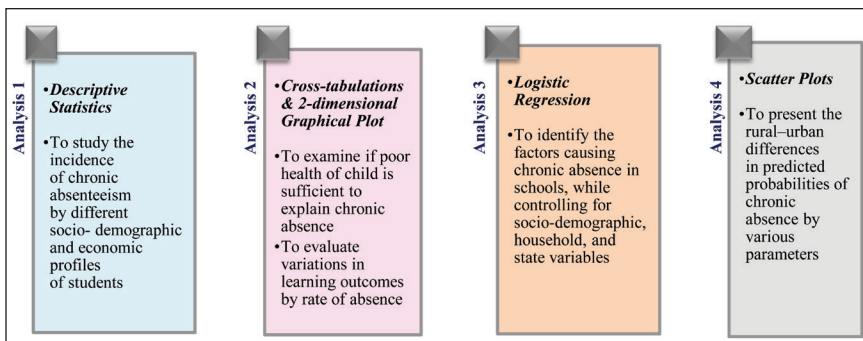 Analysis 1
•Descriptive
Statistics
•To study the
incidence
of chronic
absenteeism
by different
socio- demographic
and economic
profiles
of students
Analysis 2
•Cross-tabulations
& 2-dimensional
Graphical Plot
•To examine if poor
health of child is
sufficient to
explain chronic
absence
•To evaluate
variations in
learning outcomes
by rate of absence
Analysis 3
•Logistic
Regression
•To identify the
factors causing
chronic absence in
schools, while
controlling for
socio-demographic,
household, and
state variables
Analysis 4
•Scatter Plots
•To present the
rural–urban
differences
in predicted
probabilities of
chronic
absence by
various
parameters